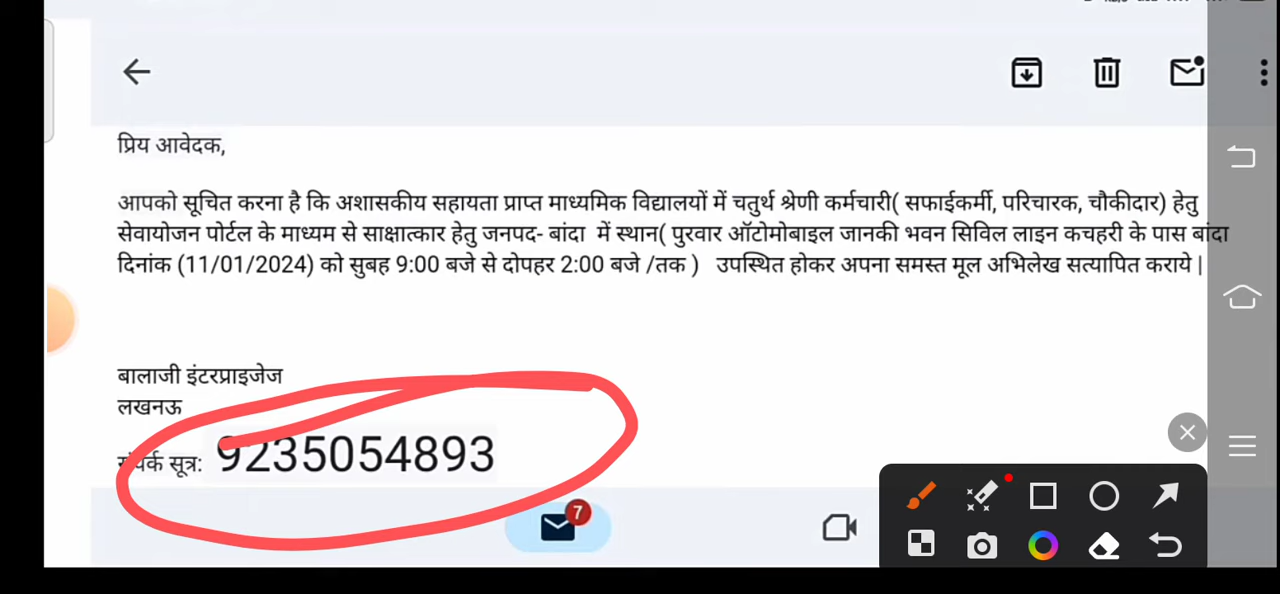 प्रिय आवेदक,
आपको सूचित करना है कि अशासकीय सहायता प्राप्त माध्यमिक विद्यालयों में चतुर्थ श्रेणी कर्मचारी( सफाईकर्मी, परिचारक, चौकीदार) हेतु
सेवायोजन पोर्टल के माध्यम से साक्षात्कार हेतु जनपद- बांदा में स्थान( पुरवार ऑटोमोबाइल जानकी भवन सिविल लाइन कचहरी के पास बांदा
दिनांक (11/01/2024) को सुबह 9:00 बजे से दोपहर 2:00 बजे /तक ) उपस्थित होकर अपना समस्त मूल अभिलेख सत्यापित कराये |
बालाजी इंटरप्राइजेज
लखनऊ
संपर्क सूत्र: 9235054893
7